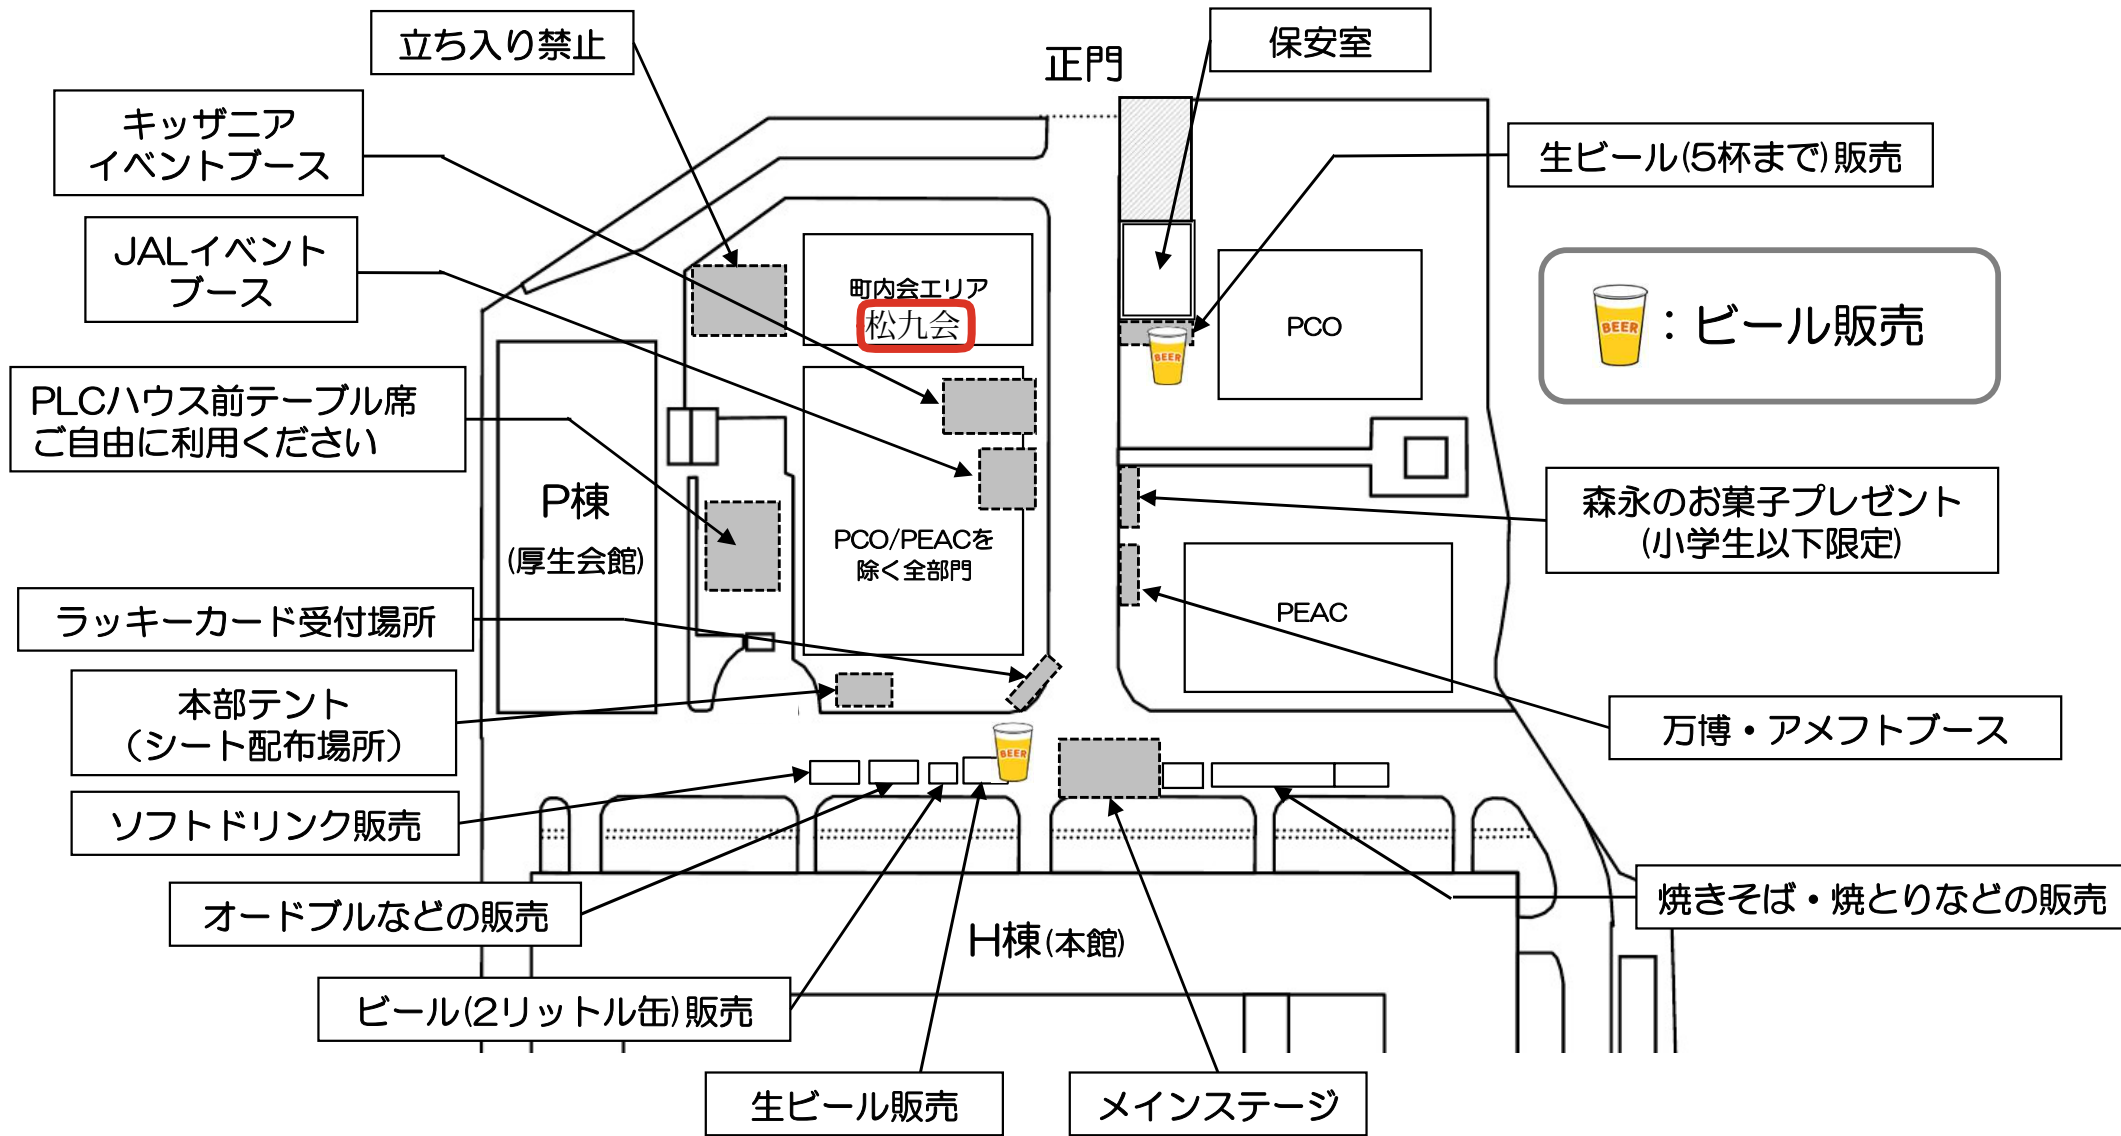 立ち入り禁止
正門
保安室
キッザニア
イベントブース
生ビール(5杯まで)販売
JALイベント
ブース
町内会エリア
松九会
PCO
BEER
BEER
：ビール販売
PLCハウス前テーブル席
ご自由に利用ください
P棟
(厚生会館)
PCO/PEACを
除く全部門
森永のお菓子プレゼント
(小学生以下限定)
PEAC
ラッキーカード受付場所
本部テント
（シート配布場所）
万博・アメフトブース
BEER
ソフトドリンク販売
オードブルなどの販売
焼きそば・焼とりなどの販売
H棟(本館)
ビール(2リットル缶)販売
生ビール販売
メインステージ